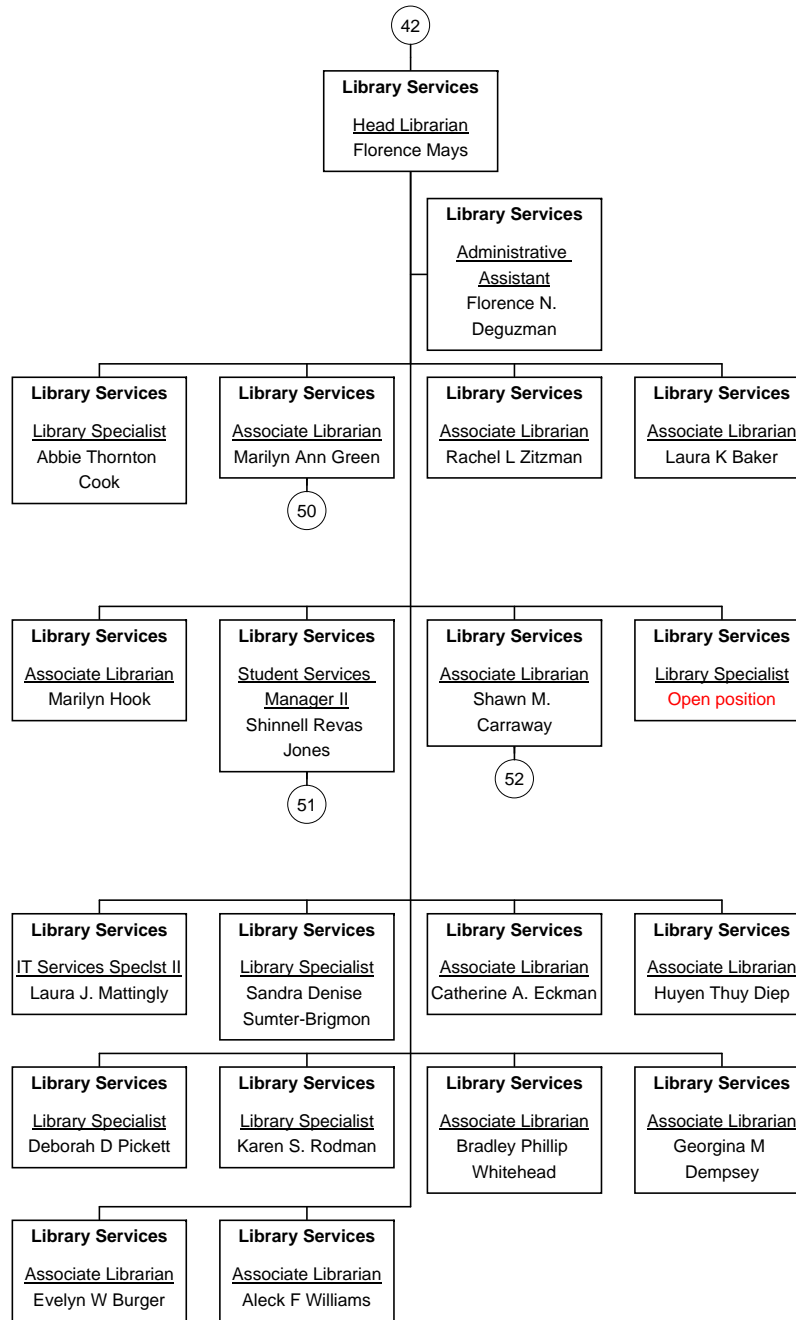 42
Library Services
Head Librarian
Florence Mays
Library Services
Administrative
Assistant
Florence N.
Deguzman
Library Services
Library Specialist
Abbie Thornton
Cook
Library Services
Associate Librarian
Marilyn Ann Green
50
Library Services
Associate Librarian
Rachel L Zitzman
Library Services
Associate Librarian
Laura K Baker
Library Services
Associate Librarian
Marilyn Hook
Library Services
Student Services
Manager II
Shinnell Revas
Jones
51
Library Services
Associate Librarian
Shawn M.
Carraway
52
Library Services
Library Specialist
Open position
Library Services
IT Services Speclst II
Laura J. Mattingly
Library Services
Library Specialist
Sandra Denise
Sumter-Brigmon
Library Services
Associate Librarian
Catherine A. Eckman
Library Services
Associate Librarian
Huyen Thuy Diep
Library Services
Library Specialist
Deborah D Pickett
Library Services
Library Specialist
Karen S. Rodman
Library Services
Associate Librarian
Bradley Phillip
Whitehead
Library Services
Associate Librarian
Georgina M
Dempsey
Library Services
Associate Librarian
Evelyn W Burger
Library Services
Associate Librarian
Aleck F Williams